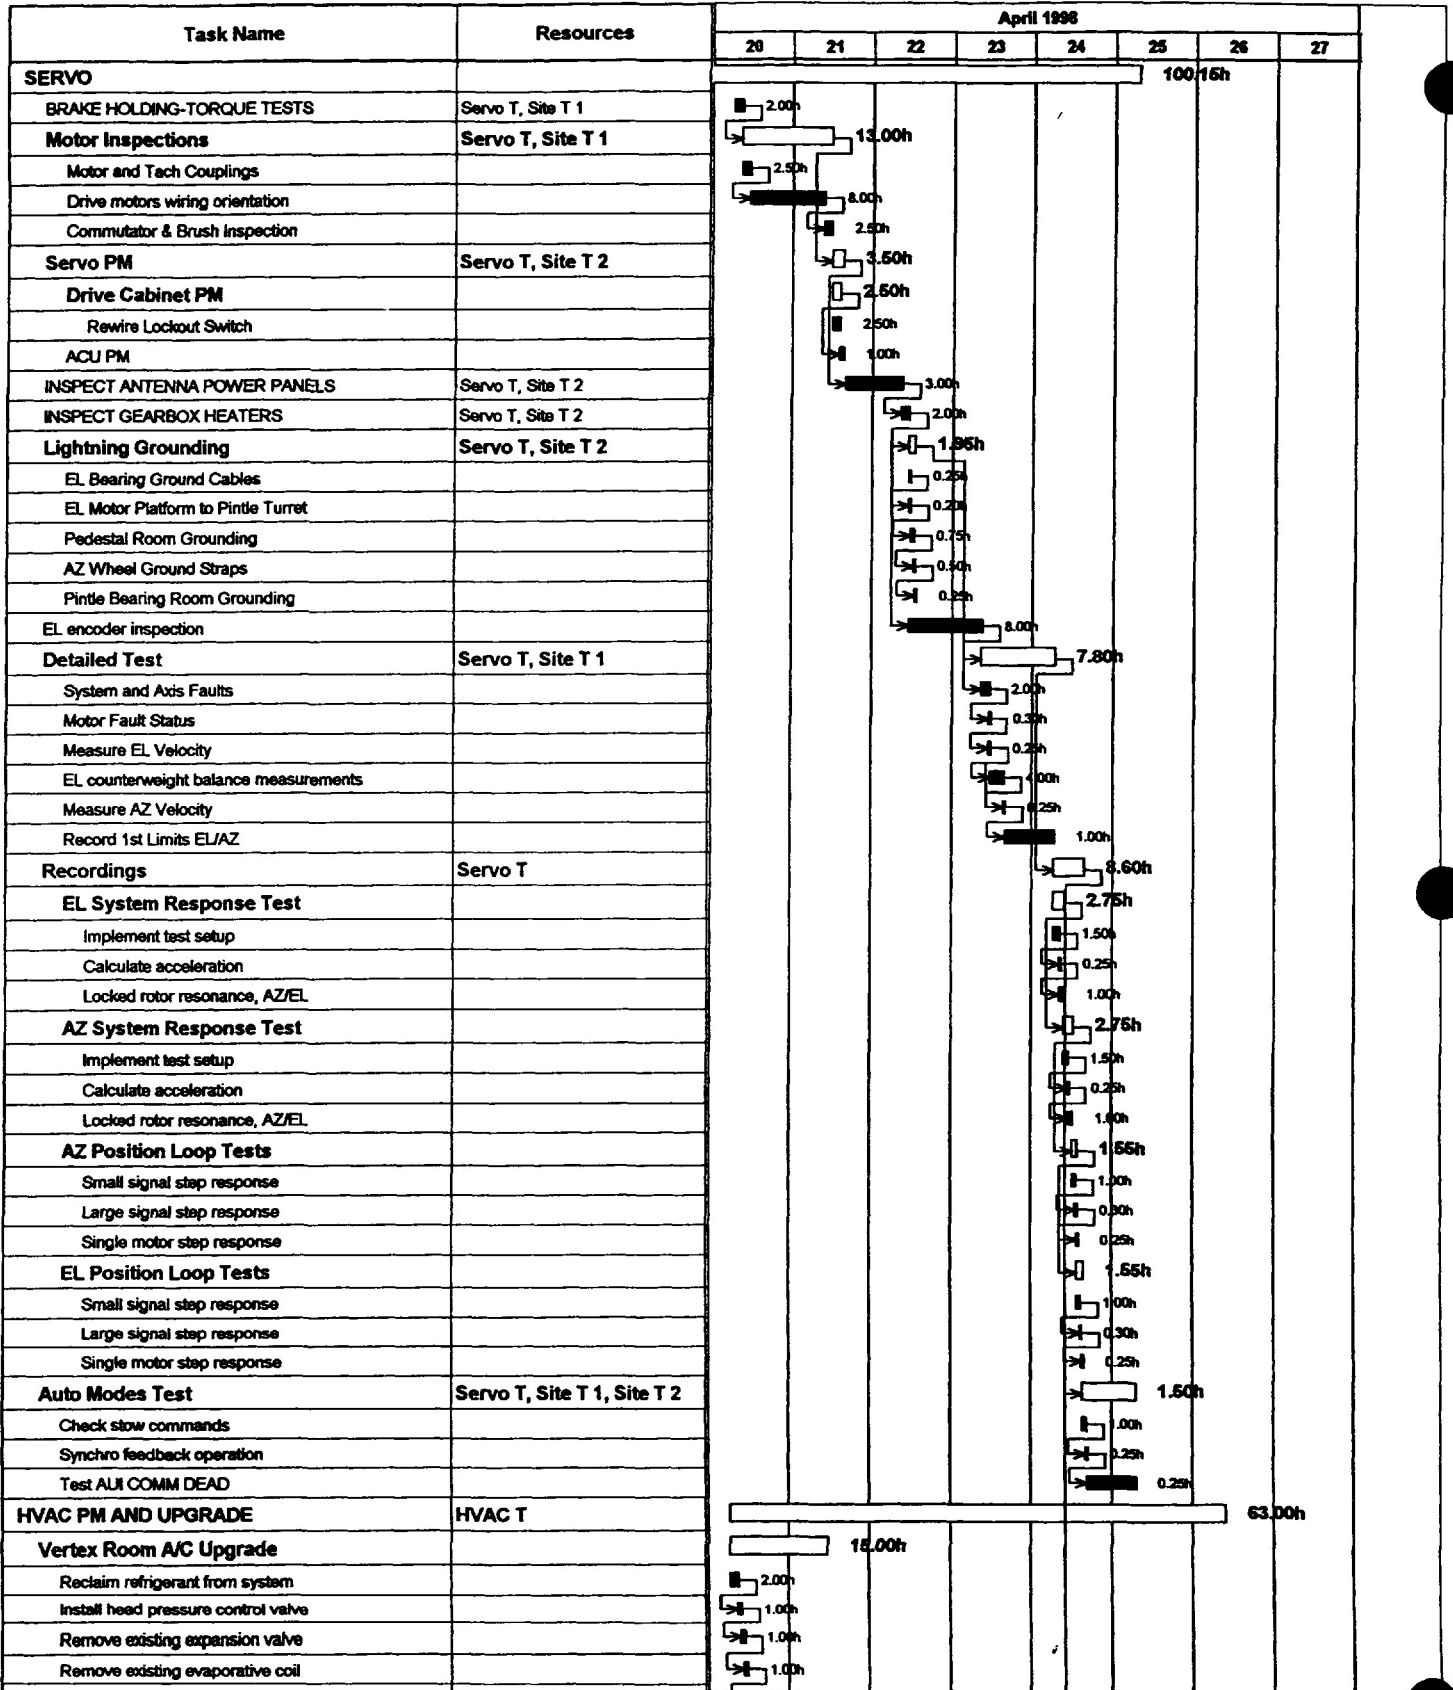 Task Name Resources April 1998
20 21 22 23 24 25 26 27
SERVO 100.15h
BRAKE HOLDING-TORQUE TESTS Servo T, Site T 1 2.00h
Motor Inspections Servo T, Site T 1 13.00h
Motor and Tach Couplings 2.50h
Drive motors wiring orientation 8.00h
Commutator & Brush Inspection 2.50h
Servo PM Servo T, Site T 2 3.50h
Drive Cabinet PM 2.50h
Rewire Lockout Switch 2.50h
ACU PM 1.00h
INSPECT ANTENNA POWER PANELS Servo T, Site T 2 3.00h
INSPECT GEARBOX HEATERS Servo T, Site T 2 2.00h
Lightning Grounding Servo T, Site T 2 1.95h
EL Bearing Ground Cables 0.25h
EL Motor Platform to Pintle Turret 0.20h
Pedestal Room Grounding 0.75h
AZ Wheel Ground Straps 0.50h
Pintle Bearing Room Grounding 0.25h
EL encoder inspection 8.00h
Detailed Test Servo T, Site T 1 7.80h
System and Axis Faults 2.00h
Motor Fault Status 0.30h
Measure EL Velocity 0.25h
EL counterweight balance measurements 4.00h
Measure AZ Velocity 0.25h
Record 1st Limits EL/AZ 1.00h
Recordings Servo T 8.60h
EL System Response Test 2.75h
Implement test setup 1.50h
Calculate acceleration 0.25h
Locked rotor resonance, AZ/EL 1.00h
AZ System Response Test 2.75h
Implement test setup 1.50h
Calculate acceleration 0.25h
Locked rotor resonance, AZ/EL 1.00h
AZ Position Loop Tests 1.55h
Small signal step response 1.00h
Large signal step response 0.30h
Single motor step response 0.25h
EL Position Loop Tests 1.55h
Small signal step response 1.00h
Large signal step response 0.30h
Single motor step response 0.25h
Auto Modes Test Servo T, Site T 1, Site T 2 1.50h
Check stow commands 1.00h
Synchro feedback operation 0.25h
Test AUI COMM DEAD 0.25h
HVAC PM AND UPGRADE HVAC T 63.00h
Vertex Room A/C Upgrade 15.00h
Reclaim refrigerant from system 2.00h
Install head pressure control valve 1.00h
Remove existing expansion valve 1.00h
Remove existing evaporative coil 1.00h